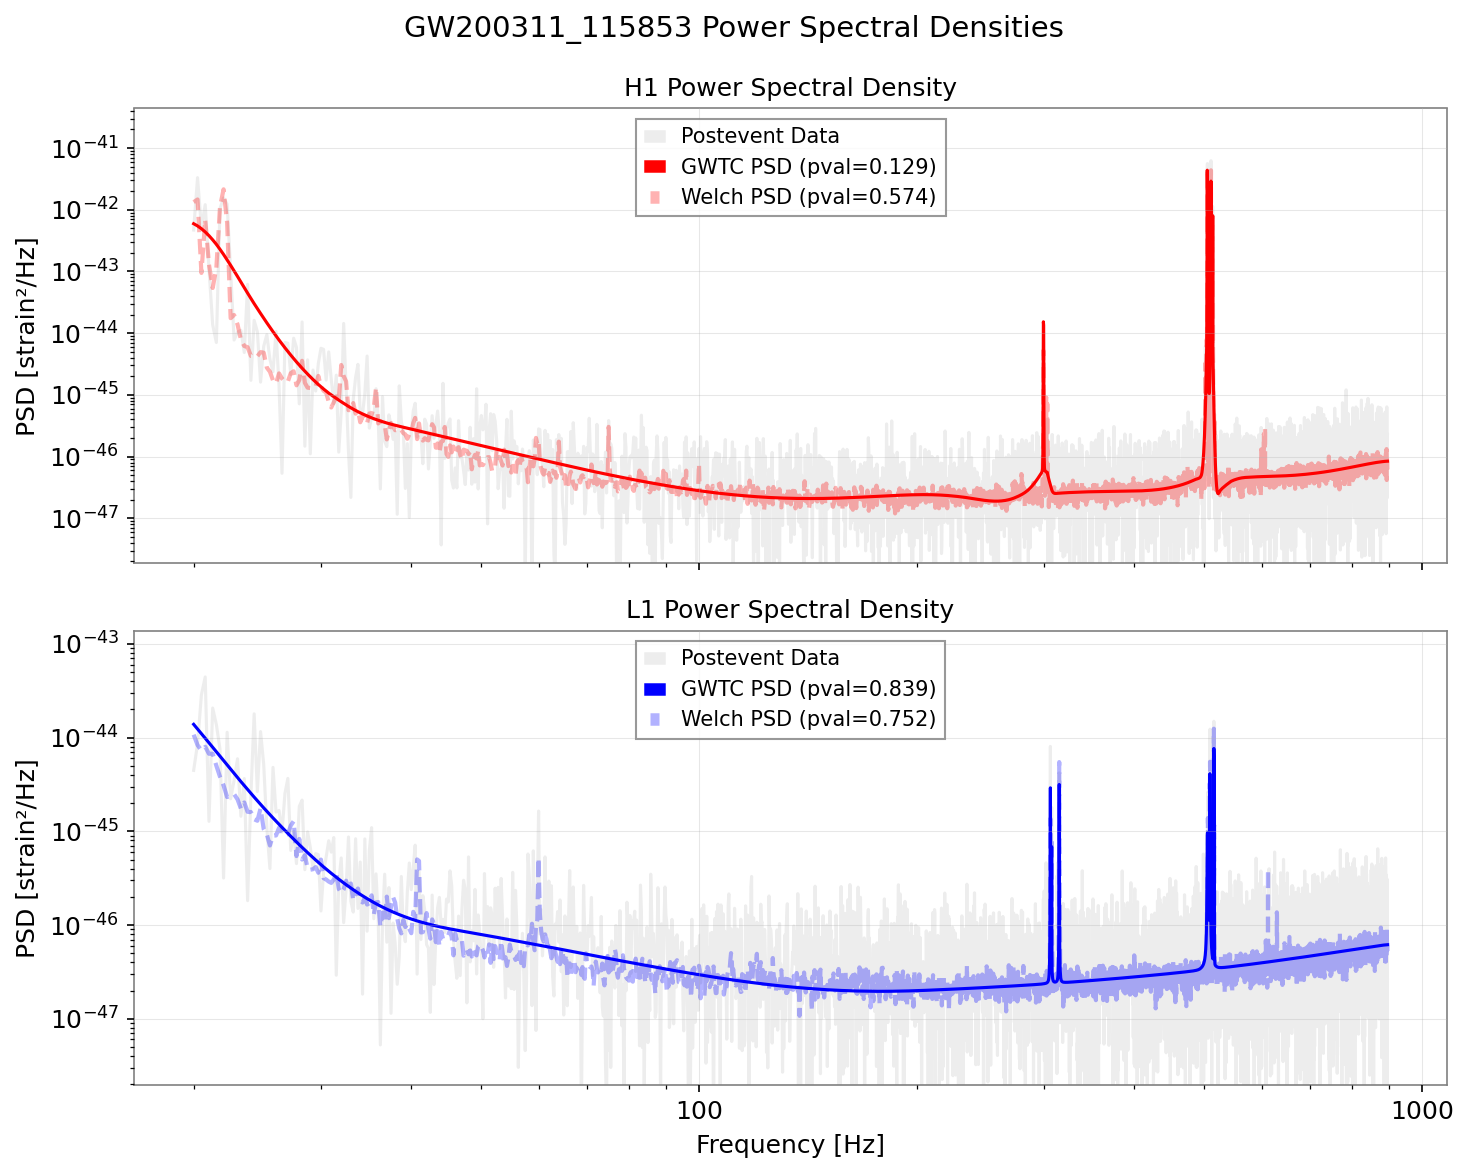 GW200311_115853 Power Spectral Densities
H1 Power Spectral Density
PSD [strain²/Hz]
10⁻⁴¹
10⁻⁴²
10⁻⁴³
10⁻⁴⁴
10⁻⁴⁵
10⁻⁴⁶
10⁻⁴⁷
Postevent Data
GWTC PSD (pval=0.129)
Welch PSD (pval=0.574)
L1 Power Spectral Density
PSD [strain²/Hz]
10⁻⁴³
10⁻⁴⁴
10⁻⁴⁵
10⁻⁴⁶
10⁻⁴⁷
Postevent Data
GWTC PSD (pval=0.839)
Welch PSD (pval=0.752)
100 1000
Frequency [Hz]